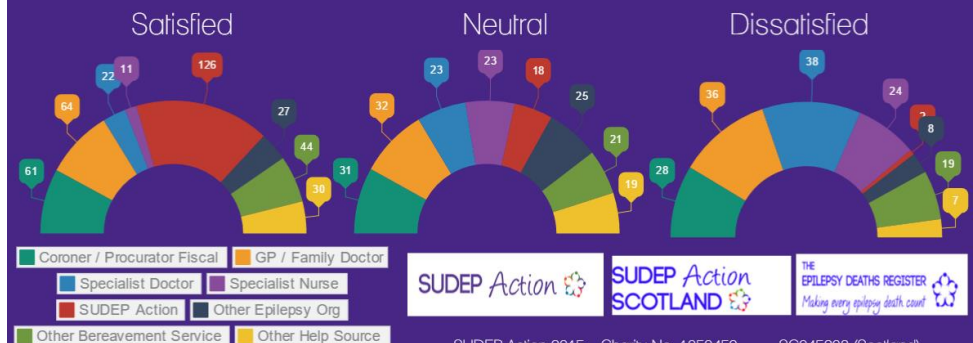 Satisfied
Neutral
Dissatisfied
61
64
22
11
126
27
44
30
31
32
23
23
18
25
21
19
28
36
38
24
8
19
7
Coroner / Procurator Fiscal
GP / Family Doctor
Specialist Doctor
Specialist Nurse
SUDEP Action
Other Epilepsy Org
Other Bereavement Service
Other Help Source
SUDEP Action
SUDEP Action
SCOTLAND
THE
EPILEPSY DEATHS REGISTER
Making every epilepsy death count